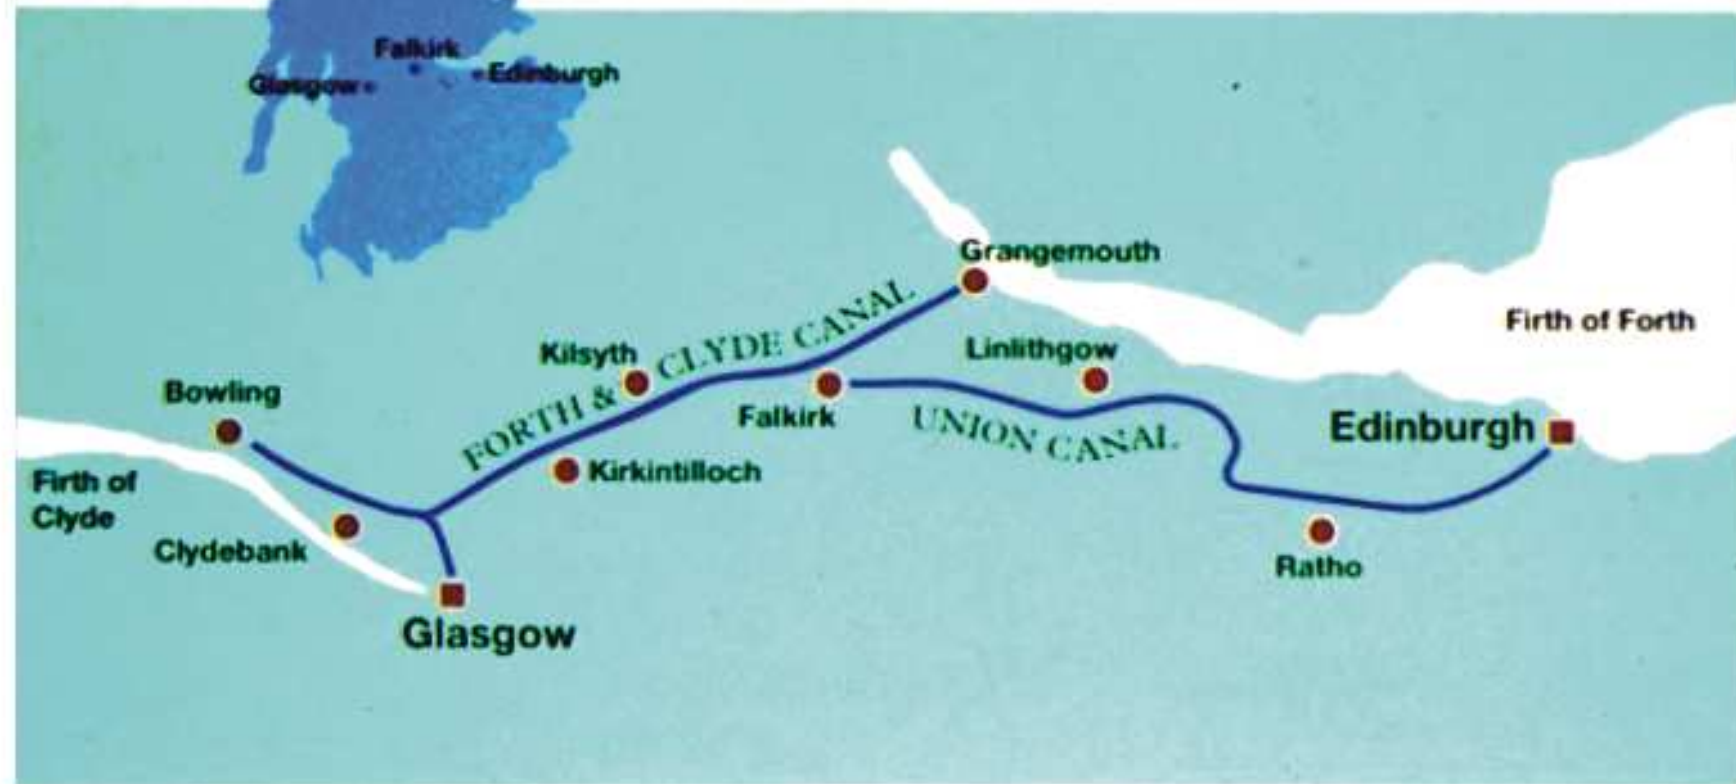 Falkirk
Glasgow
Edinburgh
Grangemouth
Firth of Forth
FORTH & CLYDE CANAL
Kilsyth
Linlithgow
Bowling
Falkirk
UNION CANAL
Edinburgh
Kirkintilloch
Firth of
Clyde
Clydebank
Ratho
Glasgow